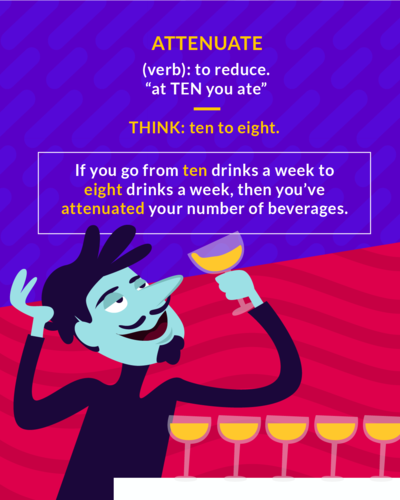 ATTENUATE
(verb): to reduce.
“at TEN you ate”
THINK: ten to eight.
If you go from ten drinks a week to
eight drinks a week, then you’ve
attenuated your number of beverages.